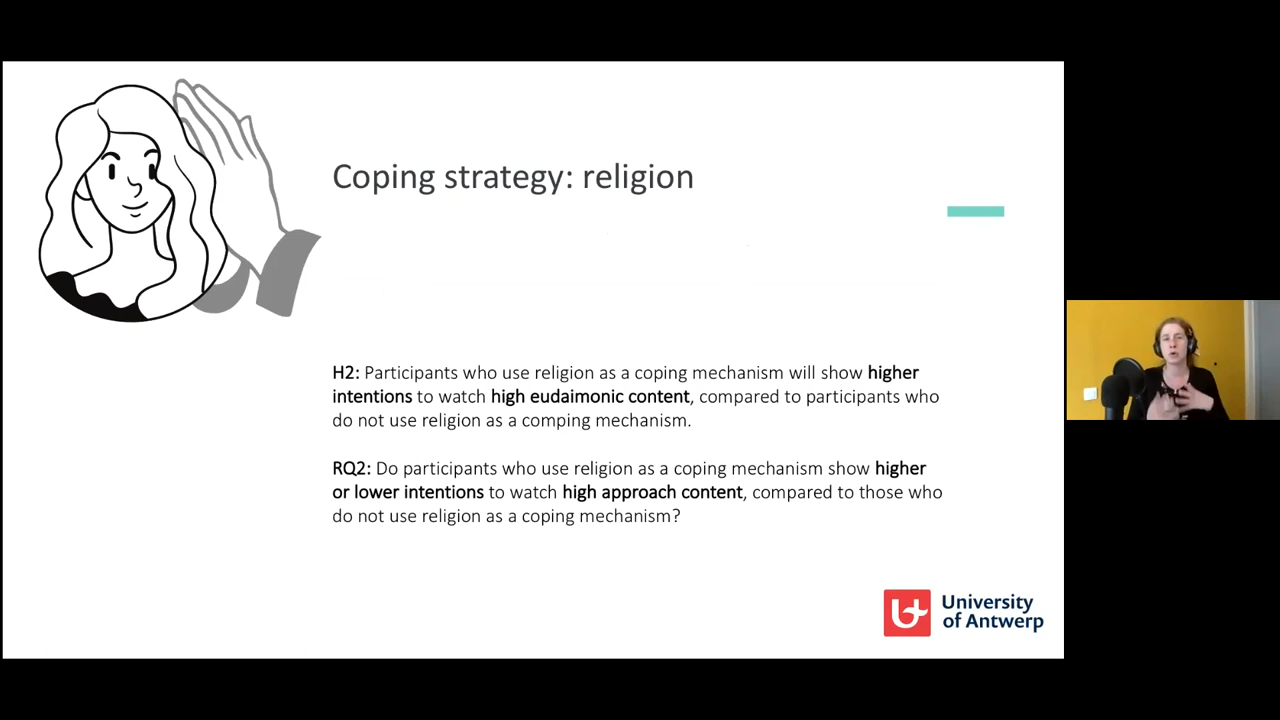 Coping strategy: religion
H2: Participants who use religion as a coping mechanism will show higher
intentions to watch high eudaimonic content, compared to participants who
do not use religion as a comping mechanism.
RQ2: Do participants who use religion as a coping mechanism show higher
or lower intentions to watch high approach content, compared to those who
do not use religion as a coping mechanism?
University
of Antwerp